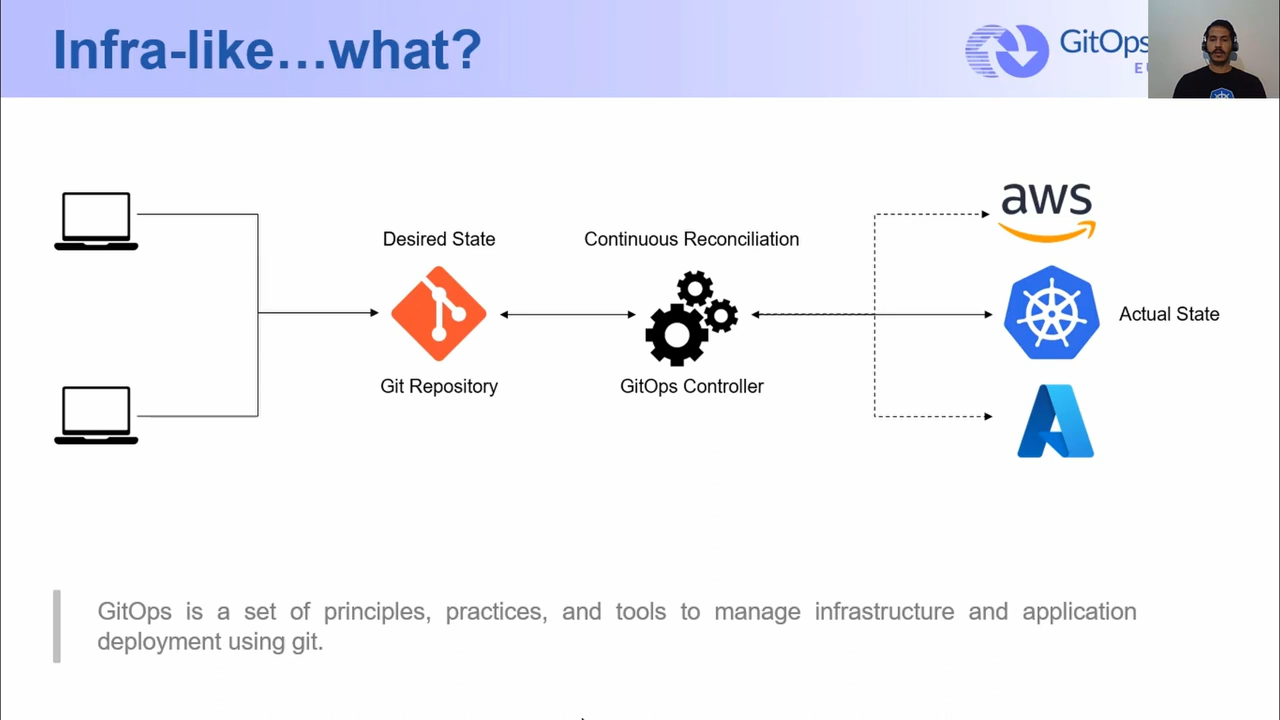 Infra-like…what?
GitOps
aws
Desired State
Continuous Reconciliation
Actual State
Git Repository
GitOps Controller
GitOps is a set of principles, practices, and tools to manage infrastructure and application
deployment using git.